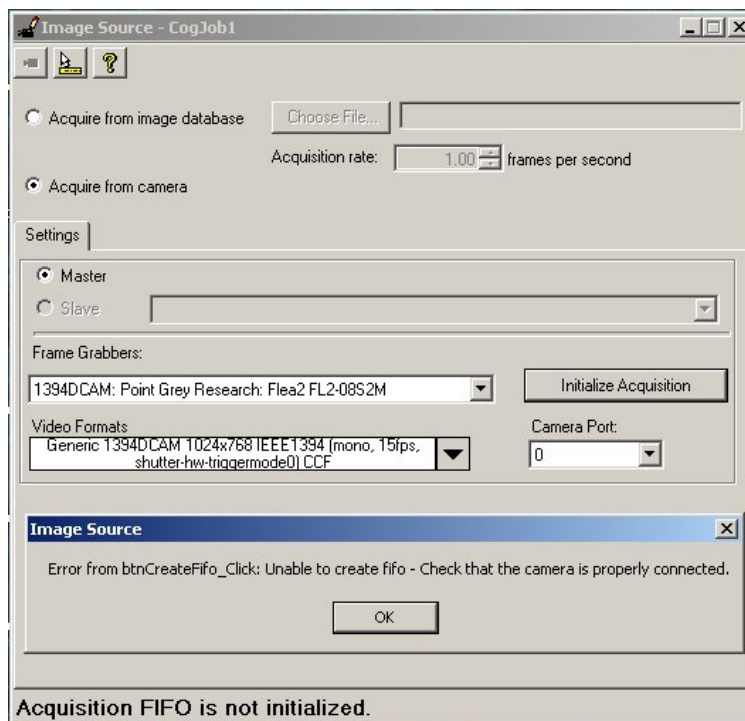 Image Source - CogJob1
Acquire from image database
Choose File...
Acquisition rate:
1.00
frames per second
Acquire from camera
Settings
Master
Slave
Frame Grabbers:
1394DCAM: Point Grey Research: Flea2 FL2-08S2M
Initialize Acquisition
Video Formats
Camera Port:
Generic 1394DCAM 1024x768 IEEE1394 (mono, 15fps,
shutter-hw-triggermode0) CCF
0
Image Source
Error from btnCreateFifo_Click: Unable to create fifo - Check that the camera is properly connected.
OK
Acquisition FIFO is not initialized.